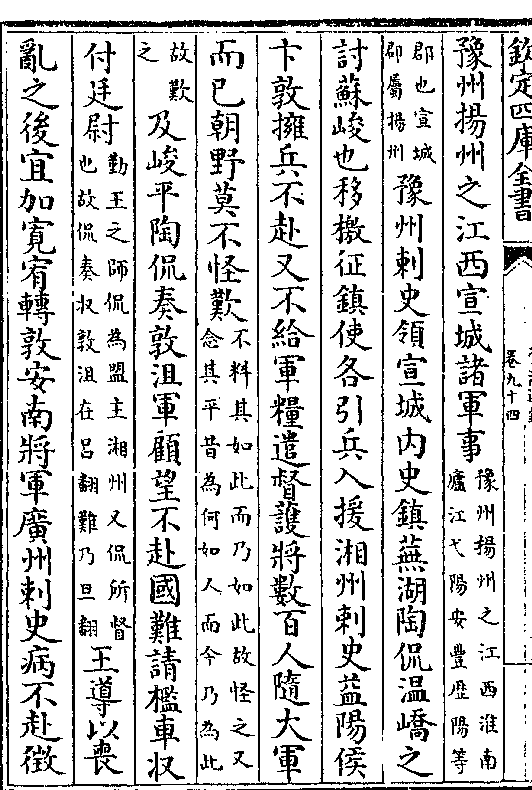 欽定四庫全書
卷九十四
豫州揚州之江西宣城諸軍事豫州揚州之江西淮南廬江弋陽安豐歴陽等
郡也宣城郡屬揚州豫州刺史領宣城内史鎮蕪湖陶侃温嶠之
討蘇峻也移檄征鎮使各引兵入援湘州刺史益陽侯
卞敦擁兵不赴又不給軍糧遣督䕶將數百人隨大軍
而已朝野莫不怪歎不料其如此而乃如此故怪之又念其平昔為何如人而今乃為此
故歎之及峻平陶侃奏敦沮軍顧望不赴國難請檻車収
付廷尉勤王之師侃為盟主湘州又侃所督也故侃奏収敦沮在吕翻難乃旦翻王導以喪
亂之後宜加寛宥轉敦安南將軍廣州刺史病不赴徵